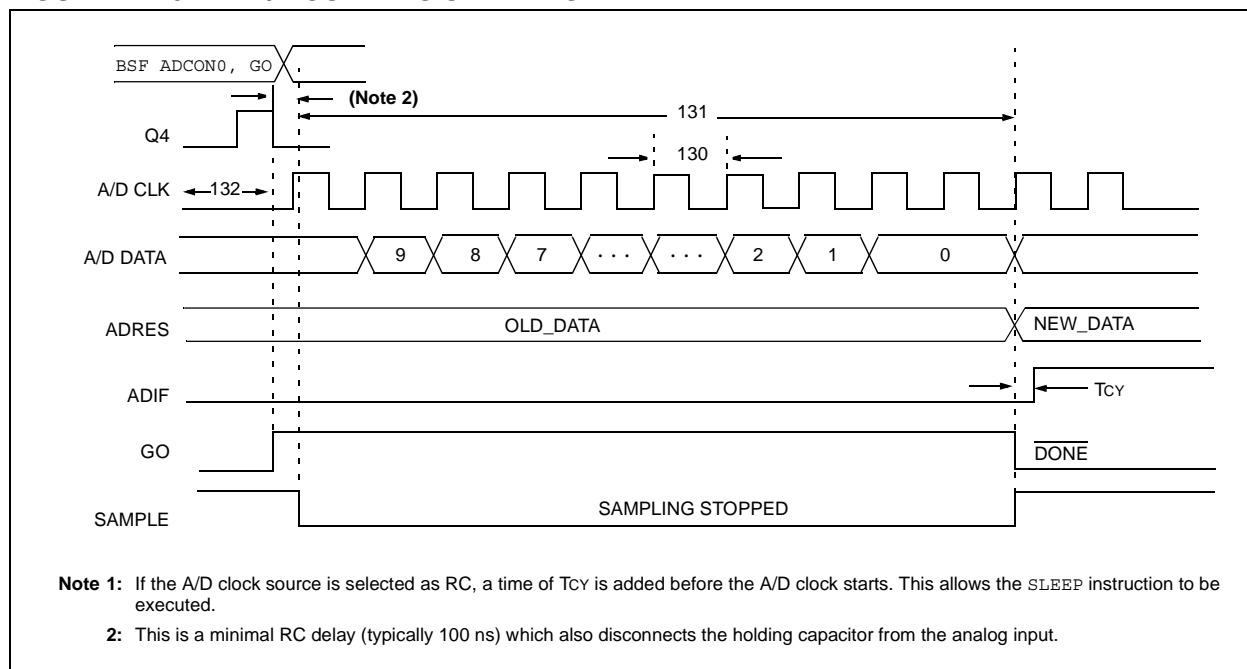 BSF ADCON0, GO
(Note 2)
131
Q4
130
A/D CLK
132
A/D DATA
9 8 7 · · · · · · 2 1 0
ADRES
OLD_DATA
NEW_DATA
ADIF
TCY
GO
DONE
SAMPLE
SAMPLING STOPPED
Note 1: If the A/D clock source is selected as RC, a time of TCY is added before the A/D clock starts. This allows the SLEEP instruction to be
executed.
2: This is a minimal RC delay (typically 100 ns) which also disconnects the holding capacitor from the analog input.